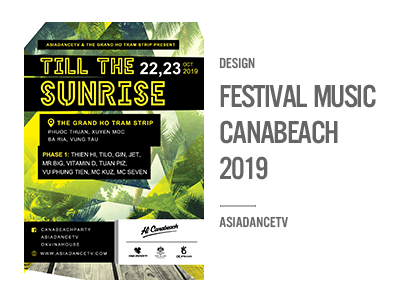 ASIADANCETV & THE GRAND HO TRAM STRIP PRESENT
TILL THE
22,23 OCT 2019
SUNRISE
THE GRAND HO TRAM STRIP
PHUOC THUAN, XUYEN MOC
BA RIA, VUNG TAU
PHASE 1: THIEN HI, TILO, GIN, JET,
MR BIG, VITAMIN D, TUAN PIZ,
VU PHUNG TIEN, MC KUZ, MC SEVEN
CANABEACHPARTY
ASIADANCETV
OKVINAHOUSE
WWW.ASIADANCETV.COM
Hi Canabeach
DESIGN
FESTIVAL MUSIC
CANABEACH
2019
ASIADANCETV